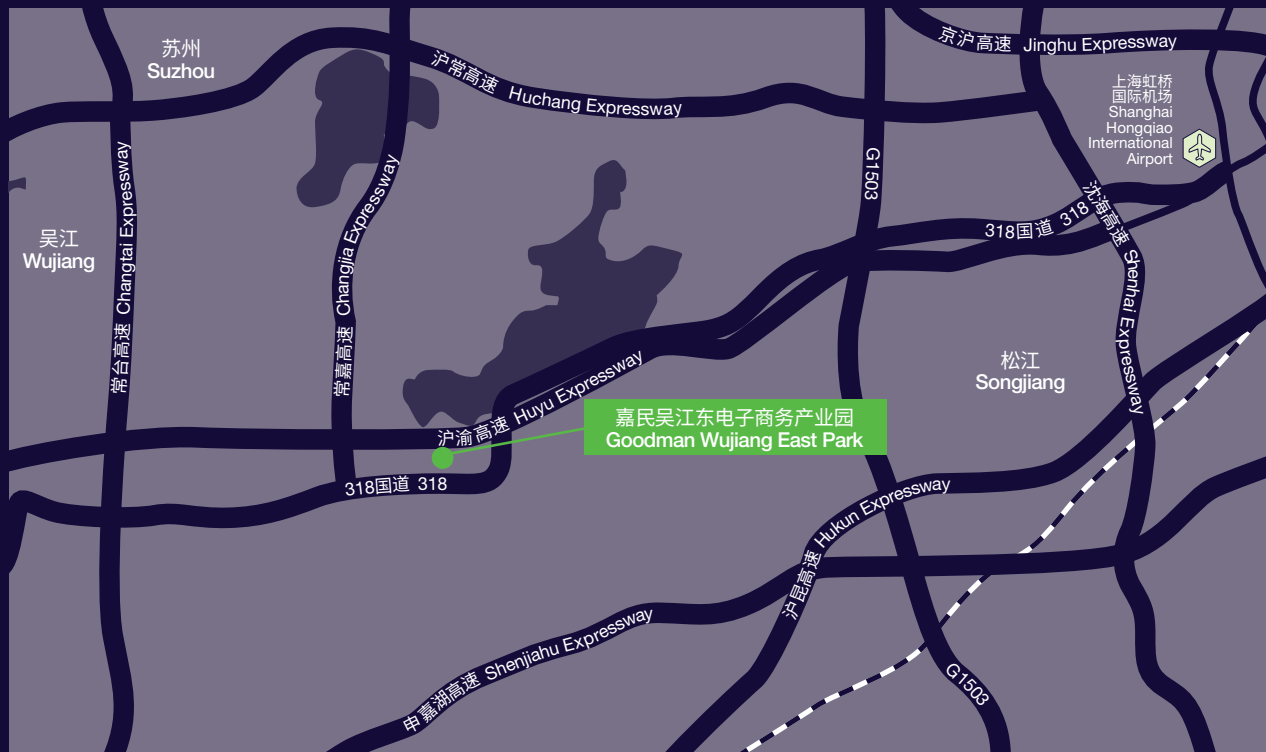 苏州
Suzhou
沪常高速 Huchang Expressway
京沪高速 Jinghu Expressway
上海虹桥
国际机场
Shanghai
Hongqiao
International
Airport
吴江
Wujiang
常台高速 Changtai Expressway
常嘉高速 Changjia Expressway
G1503
318国道 318
沈海高速 Shenhai Expressway
松江
Songjiang
沪渝高速 Huyu Expressway
嘉民吴江东电子商务产业园
Goodman Wujiang East Park
318国道 318
沪昆高速 Hukun Expressway
申嘉湖高速 Shenjiahu Expressway
G1503